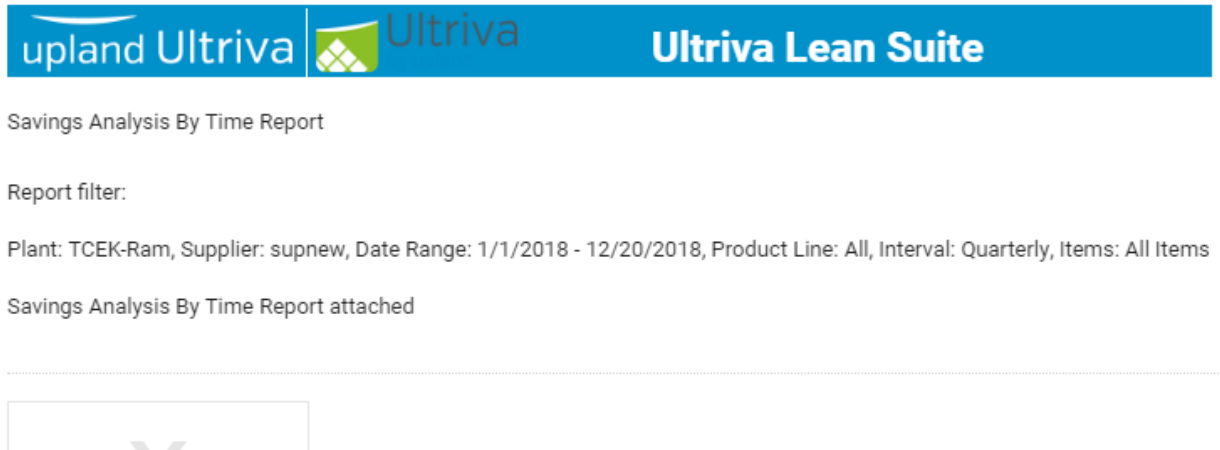 upland Ultriva Ultriva Ultriva Lean Suite
Savings Analysis By Time Report
Report filter:
Plant: TCEK-Ram, Supplier: supnew, Date Range: 1/1/2018 - 12/20/2018, Product Line: All, Interval: Quarterly, Items: All Items
Savings Analysis By Time Report attached